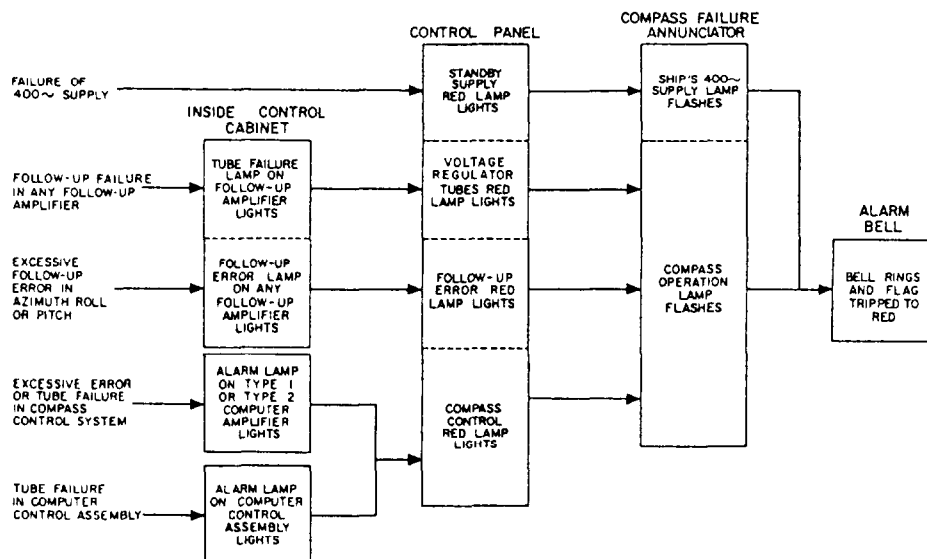 CONTROL PANEL
COMPASS FAILURE
ANNUNCIATOR
FAILURE OF
400~ SUPPLY
STANDBY
SUPPLY
RED LAMP
LIGHTS
SHIP'S 400~
SUPPLY LAMP
FLASHES
INSIDE CONTROL
CABINET
FOLLOW-UP FAILURE
IN ANY FOLLOW-UP
AMPLIFIER
TUBE FAILURE
LAMP ON
FOLLOW-UP
AMPLIFIER
LIGHTS
VOLTAGE
REGULATOR
TUBES RED
LAMP LIGHTS
EXCESSIVE
FOLLOW-UP
ERROR IN
AZIMUTH ROLL
OR PITCH
FOLLOW-UP
ERROR LAMP
ON ANY
FOLLOW-UP
AMPLIFIER
LIGHTS
FOLLOW-UP
ERROR RED
LAMP LIGHTS
COMPASS
OPERATION
LAMP
FLASHES
ALARM
BELL
BELL RINGS
AND FLAG
TRIPPED TO
RED
EXCESSIVE ERROR
OR TUBE FAILURE
IN COMPASS
CONTROL SYSTEM
ALARM LAMP
ON TYPE 1
OR TYPE 2
COMPUTER
AMPLIFIER
LIGHTS
COMPASS
CONTROL
RED LAMP
LIGHTS
TUBE FAILURE
IN COMPUTER
CONTROL ASSEMBLY
ALARM LAMP
ON COMPUTER
CONTROL
ASSEMBLY
LIGHTS